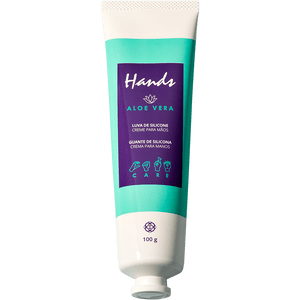 Hands
ALOE VERA
LUVA DE SILICONE
CREME PARA MÃOS
GUANTE DE SILICONA
CREMA PARA MANOS
CARE
100 g